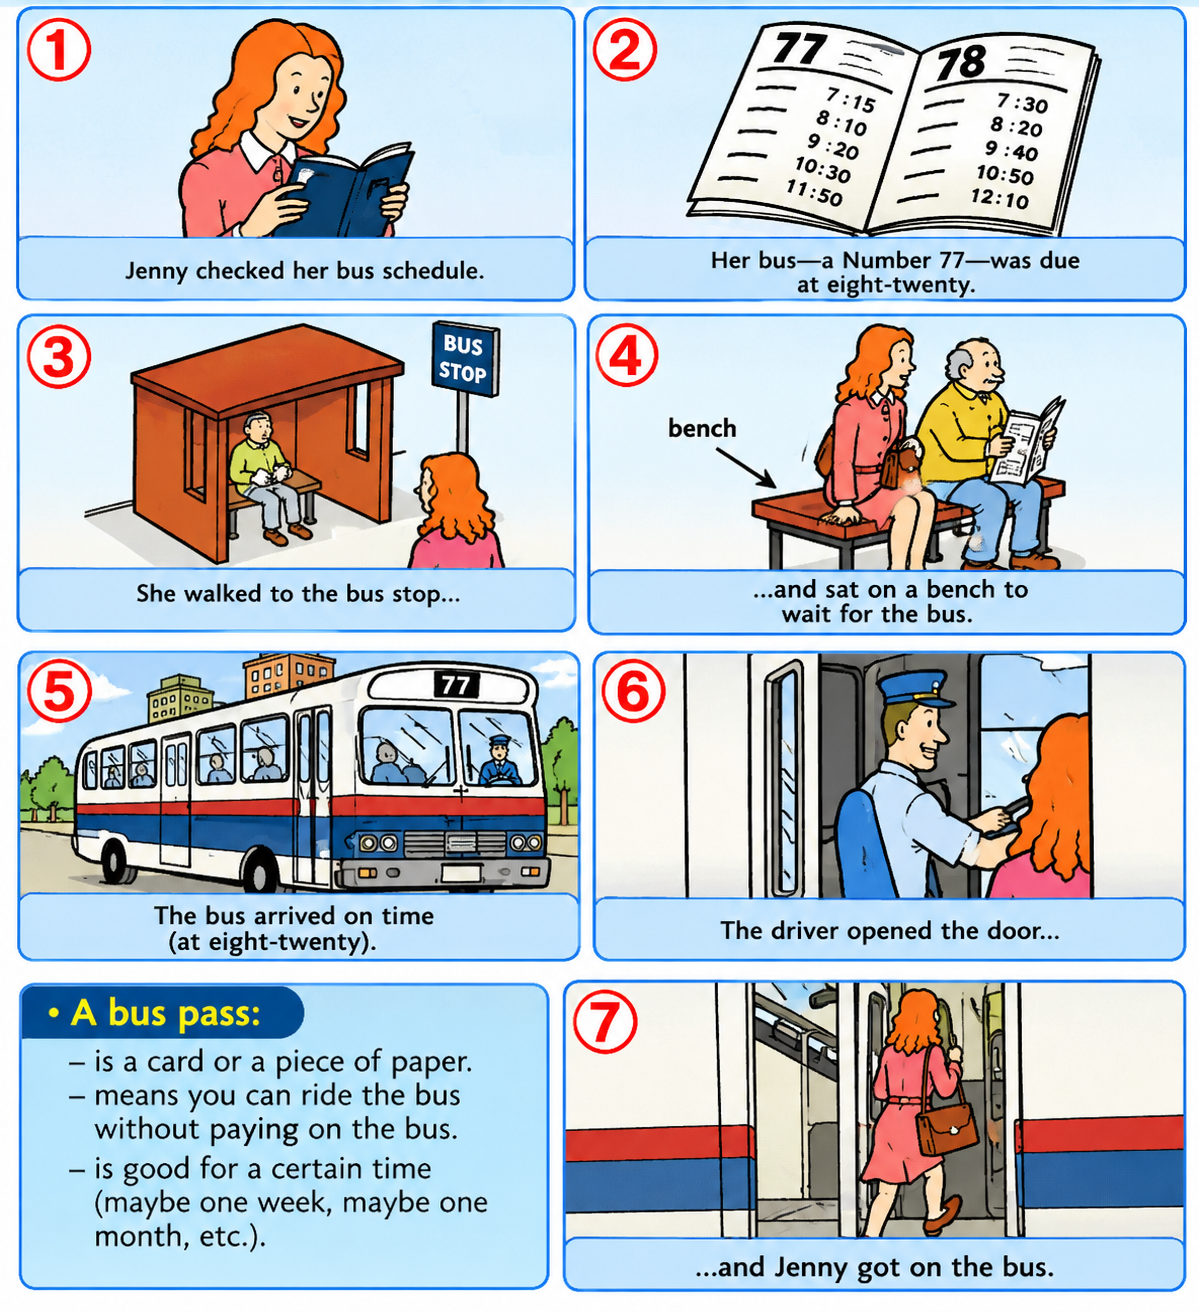 1
Jenny checked her bus schedule.
2
77
7:15
8:10
9:20
10:30
11:50
78
7:30
8:20
9:40
10:50
12:10
Her bus—a Number 77—was due
at eight-twenty.
3
BUS
STOP
She walked to the bus stop...
4
bench
...and sat on a bench to
wait for the bus.
5
77
The bus arrived on time
(at eight-twenty).
6
The driver opened the door...
• A bus pass:
– is a card or a piece of paper.
– means you can ride the bus
without paying on the bus.
– is good for a certain time
(maybe one week, maybe one
month, etc.).
7
...and Jenny got on the bus.